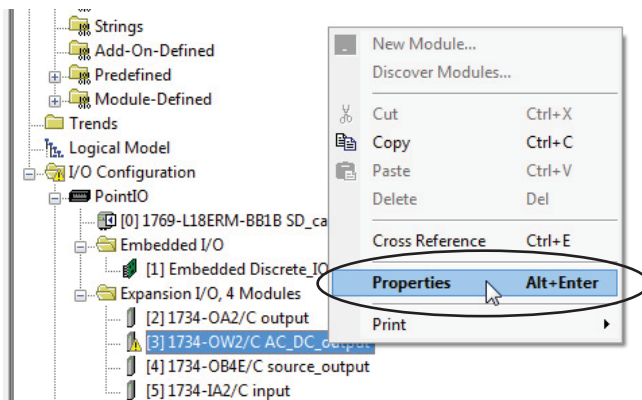 Strings
Add-On-Defined
Predefined
Module-Defined
Trends
Logical Model
I/O Configuration
PointIO
[0] 1769-L18ERM-BB1B SD_ca
Embedded I/O
[1] Embedded Discrete_IO
Expansion I/O, 4 Modules
[2] 1734-OA2/C output
[3] 1734-OW2/C AC_DC_output
[4] 1734-OB4E/C source_output
[5] 1734-IA2/C input
New Module...
Discover Modules...
Cut Ctrl+X
Copy Ctrl+C
Paste Ctrl+V
Delete Del
Cross Reference Ctrl+E
Properties Alt+Enter
Print